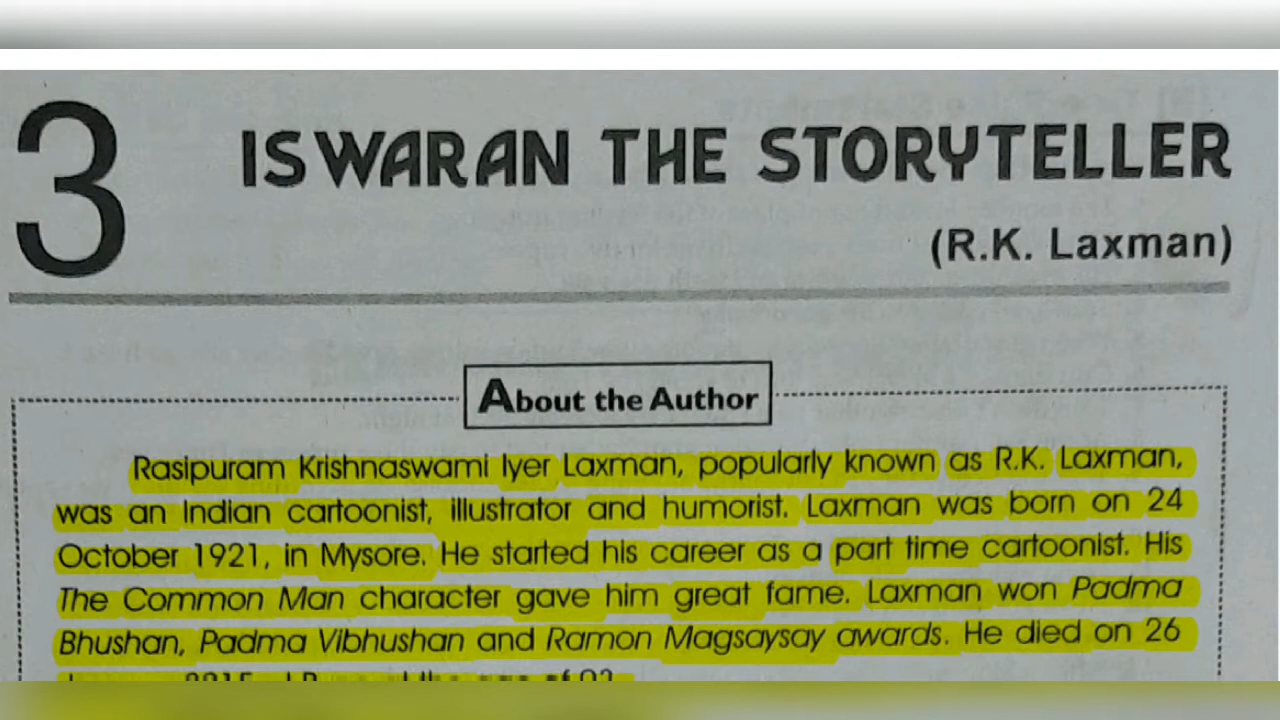 3
ISWARAN THE STORYTELLER
(R.K. Laxman)
About the Author
Rasipuram Krishnaswami Iyer Laxman, popularly known as R.K. Laxman,
was an Indian cartoonist, illustrator and humorist. Laxman was born on 24
October 1921, in Mysore. He started his career as a part time cartoonist. His
The Common Man character gave him great fame. Laxman won Padma
Bhushan, Padma Vibhushan and Ramon Magsaysay awards. He died on 26